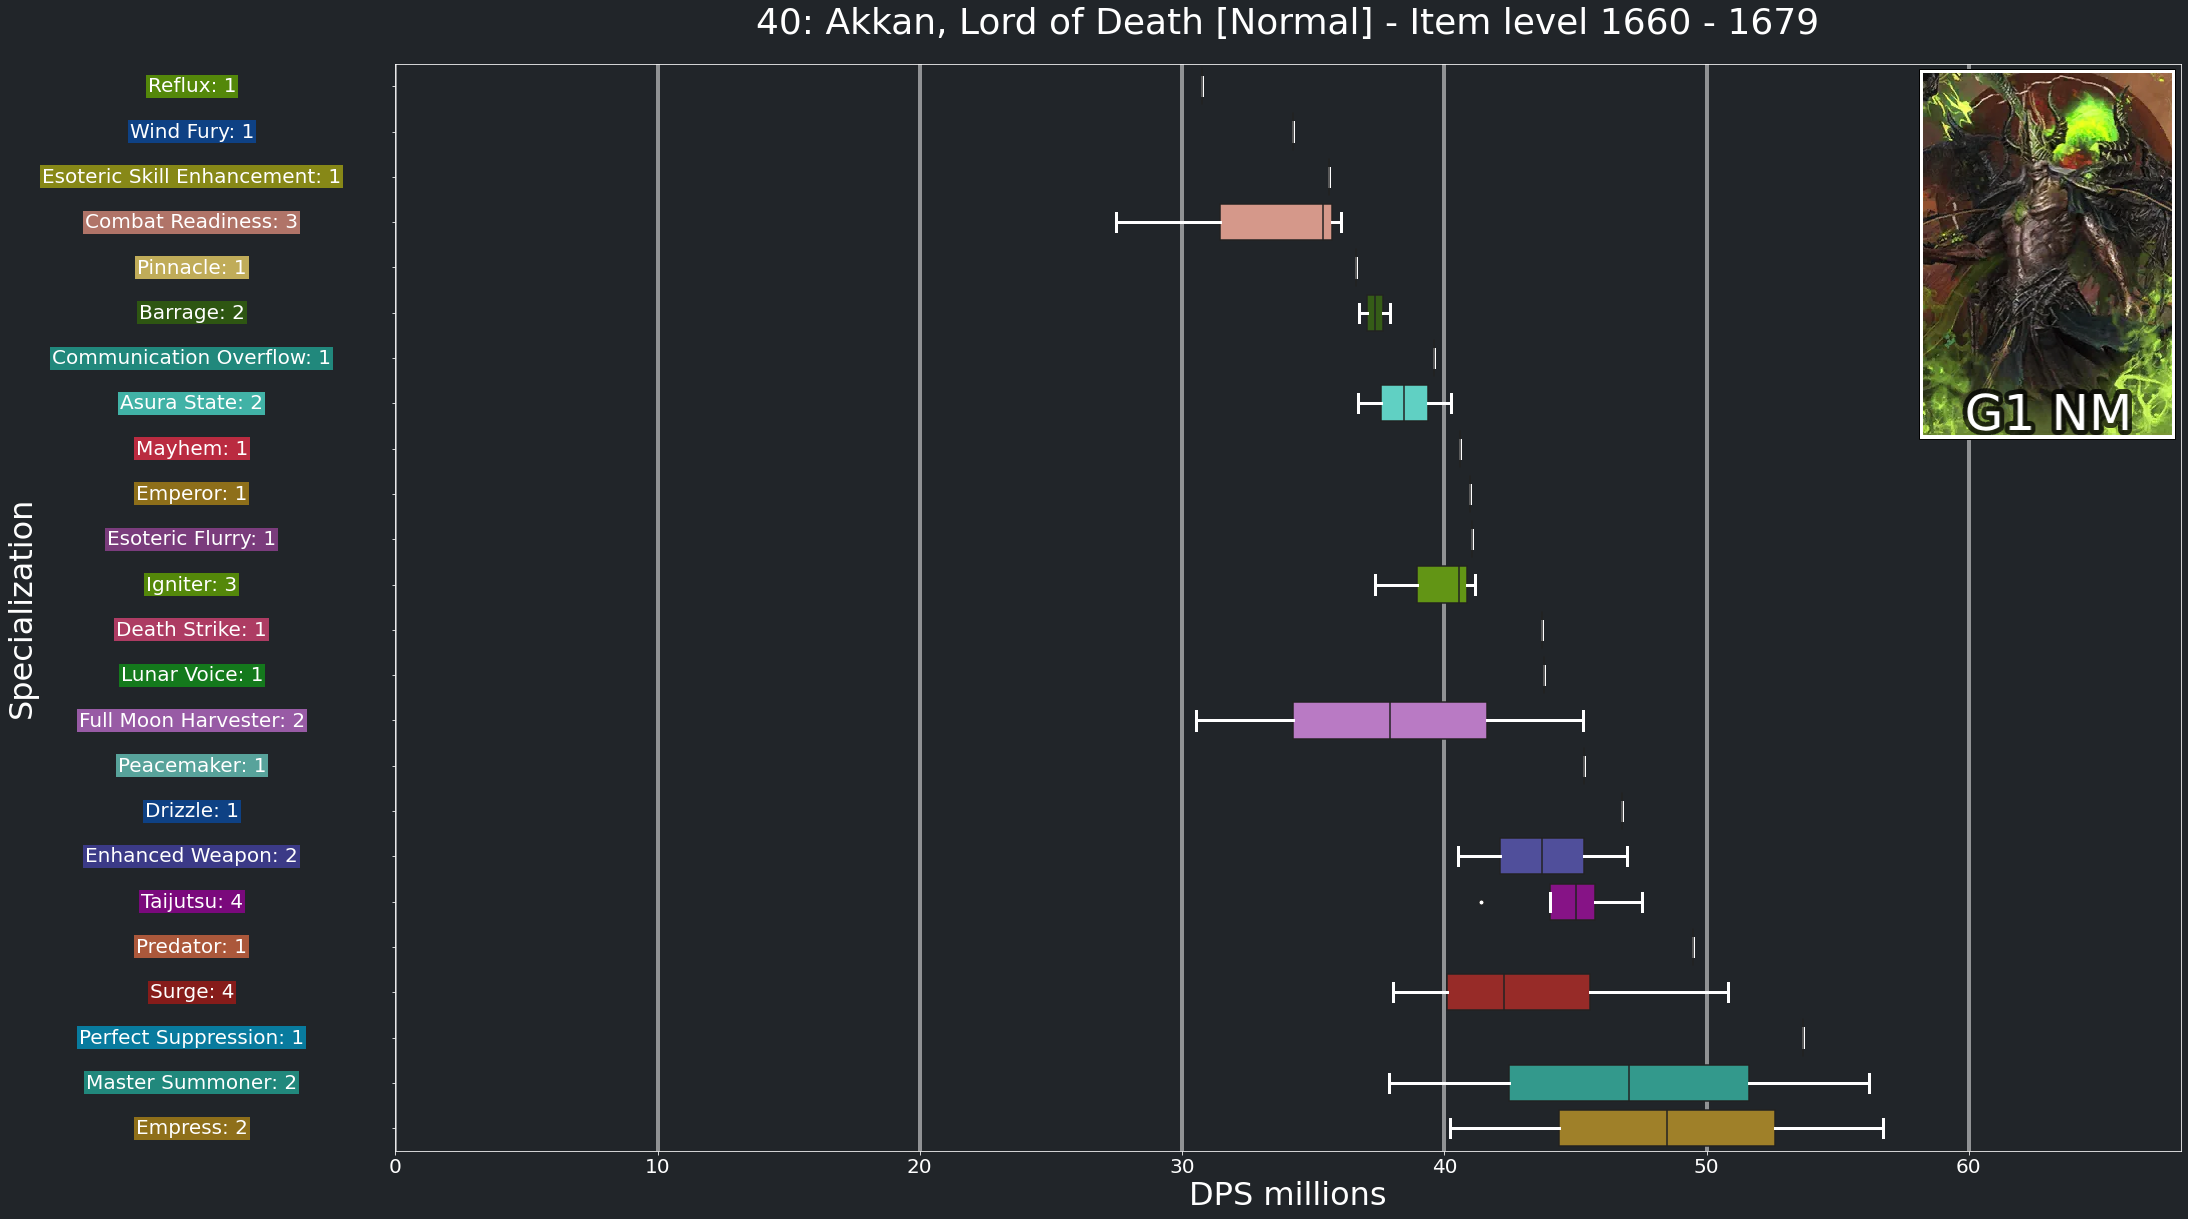 40: Akkan, Lord of Death [Normal] - Item level 1660 - 1679
Reflux: 1
Wind Fury: 1
Esoteric Skill Enhancement: 1
Combat Readiness: 3
Pinnacle: 1
Barrage: 2
Communication Overflow: 1
Asura State: 2
Mayhem: 1
Emperor: 1
Esoteric Flurry: 1
Igniter: 3
Death Strike: 1
Lunar Voice: 1
Full Moon Harvester: 2
Peacemaker: 1
Drizzle: 1
Enhanced Weapon: 2
Taijutsu: 4
Predator: 1
Surge: 4
Perfect Suppression: 1
Master Summoner: 2
Empress: 2
Specialization
G1 NM
0 10 20 30 40 50 60
DPS millions